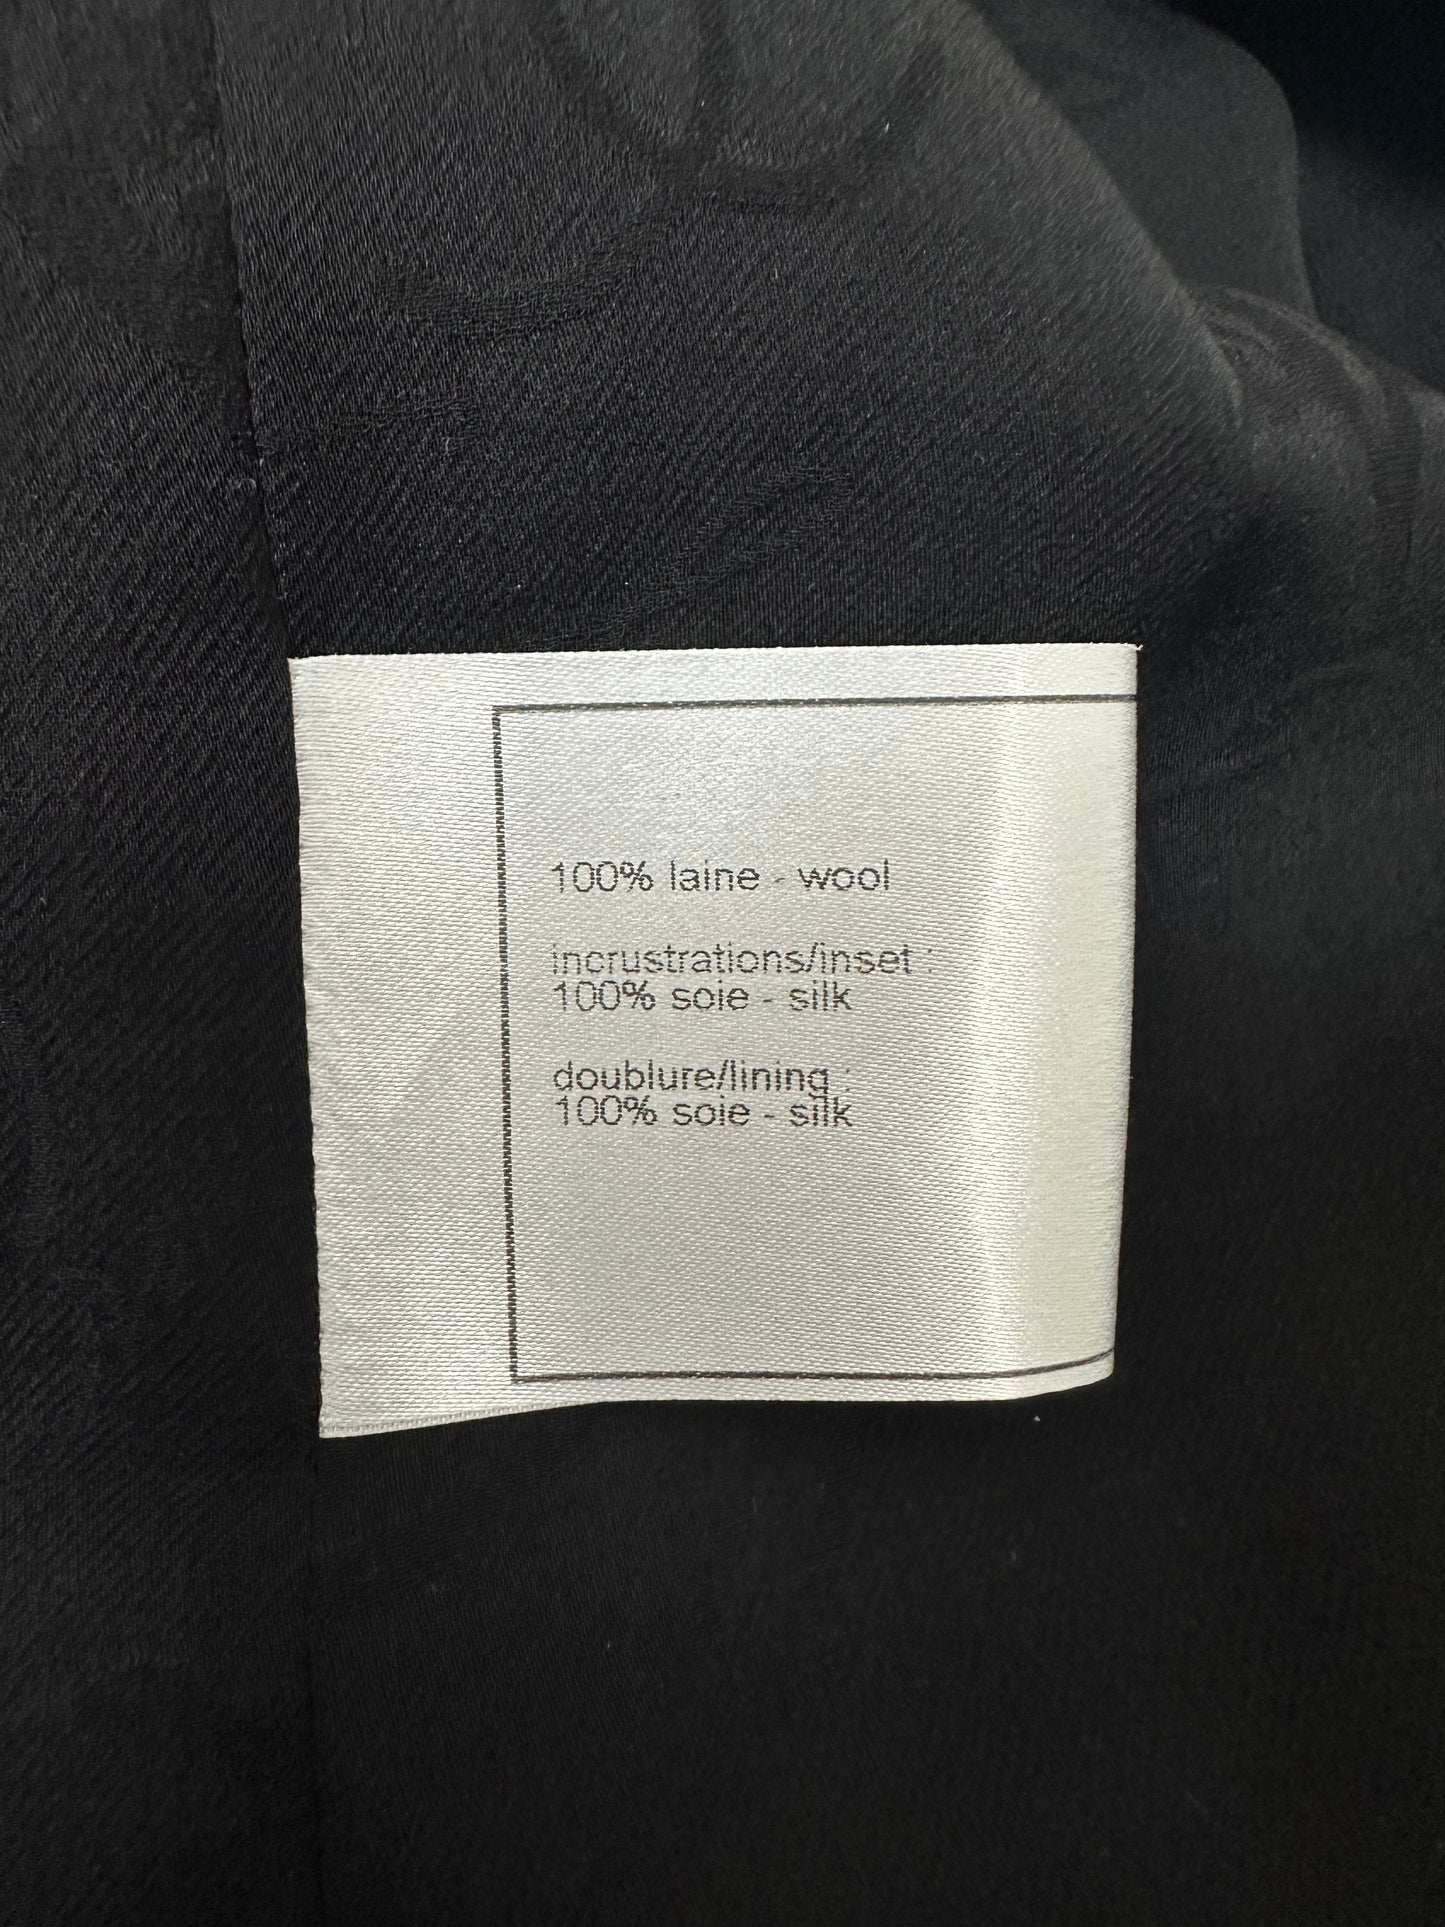 100% laine - wool
incrustrations/inset :
100% soie - silk
doublure/lining :
100% soie - silk